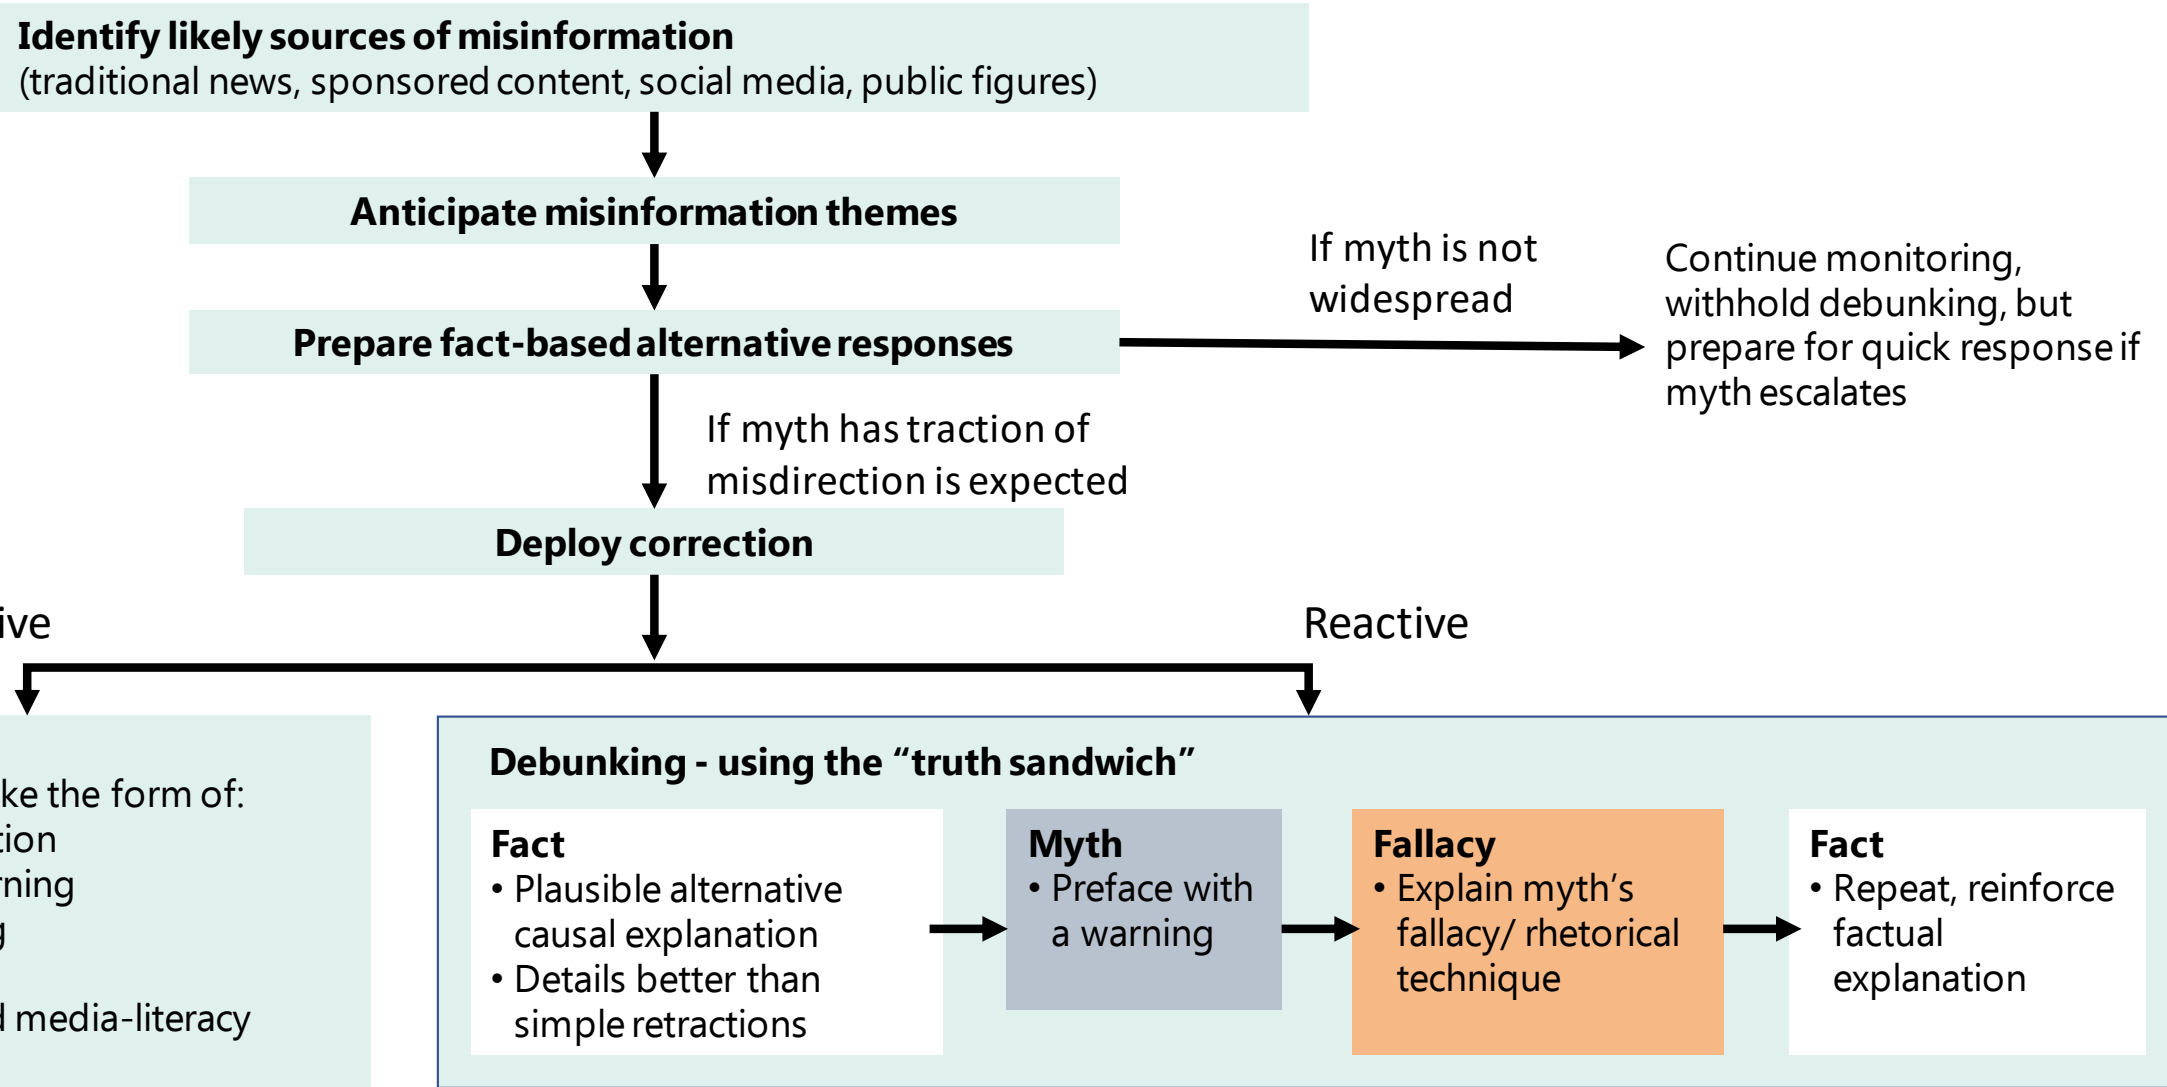 Identify likely sources of misinformation
(traditional news, sponsored content, social media, public figures)
Anticipate misinformation themes
If myth is not
widespread
Continue monitoring,
withhold debunking, but
prepare for quick response if
myth escalates
Prepare fact-based alternative responses
If myth has traction of
misdirection is expected
Deploy correction
Reactive
the form of:
media-literacy
Debunking - using the “truth sandwich”
Fact
• Plausible alternative
causal explanation
• Details better than
simple retractions
Myth
• Preface with
a warning
Fallacy
• Explain myth’s
fallacy/ rhetorical
technique
Fact
• Repeat, reinforce
factual
explanation